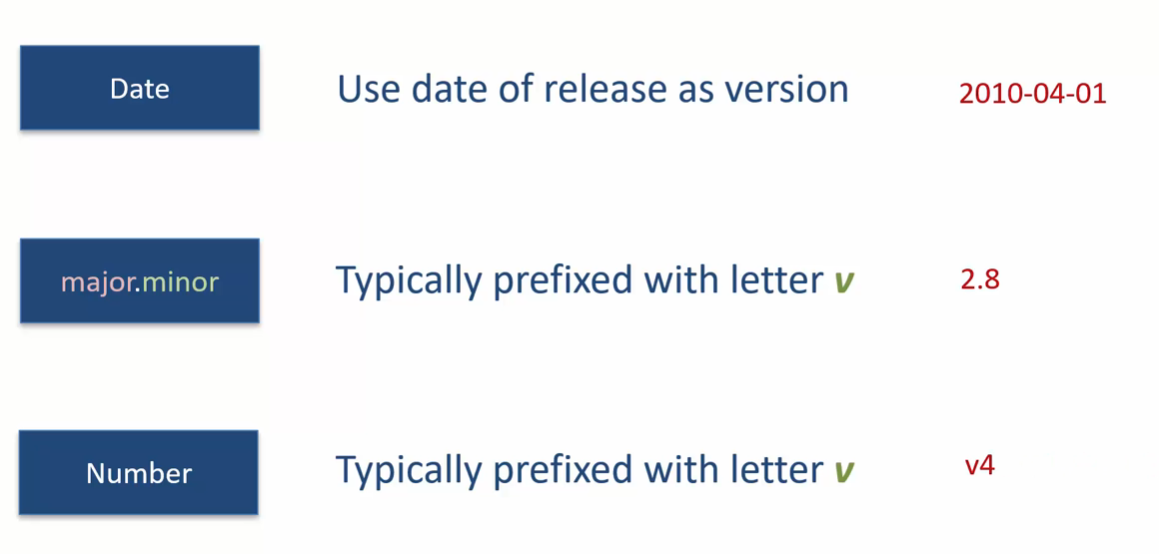 Date
Use date of release as version
2010-04-01
major.minor
Typically prefixed with letter v
2.8
Number
Typically prefixed with letter v
v4